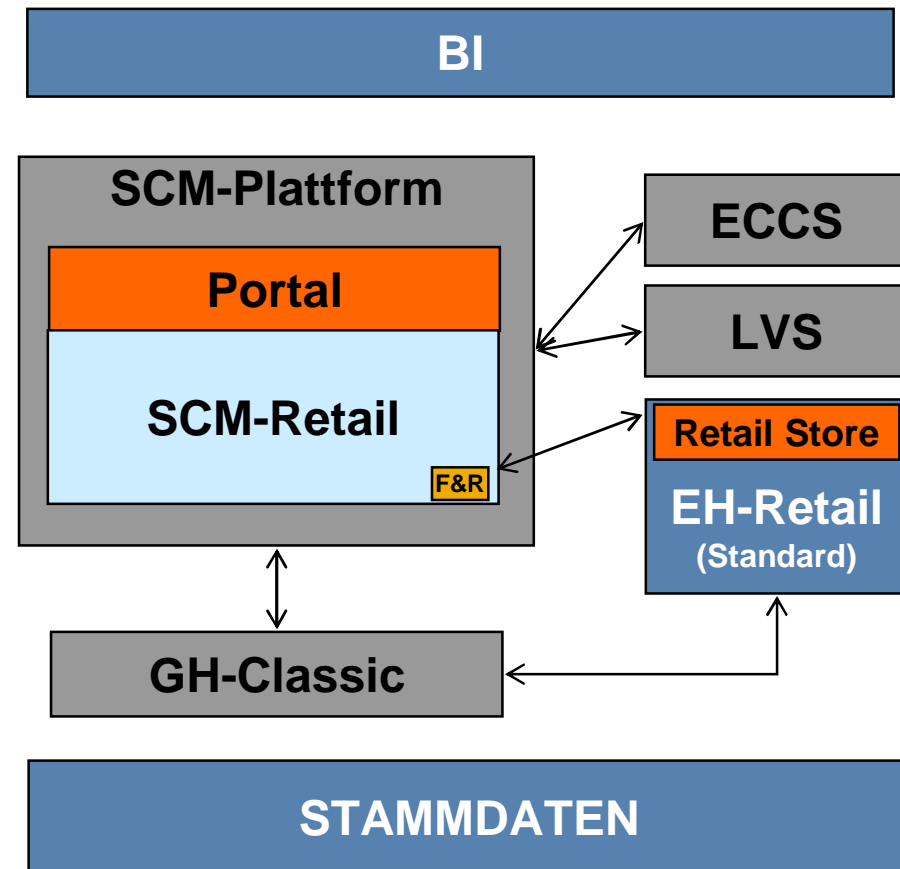 BI
SCM-Plattform
Portal
SCM-Retail
F&R
ECCS
LVS
Retail Store
EH-Retail
(Standard)
GH-Classic
STAMMDATEN